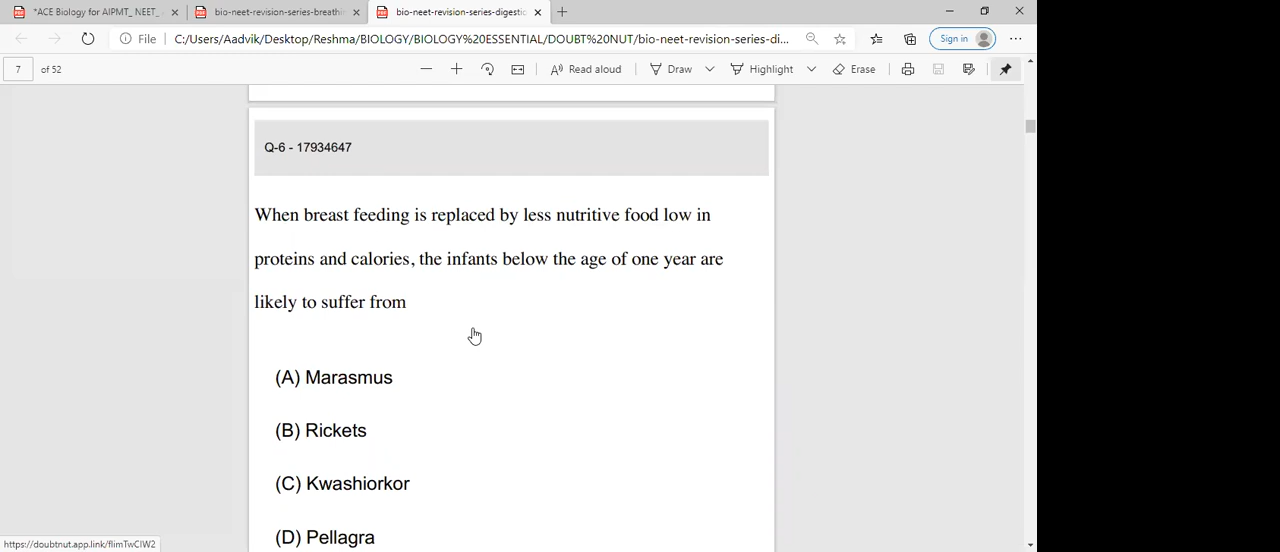 *ACE Biology for AIPMT_NEET_
bio-neet-revision-series-breathin
bio-neet-revision-series-digestic
File
C:/Users/Aadvik/Desktop/Reshma/BIOLOGY/BIOLOGY%20ESSENTIAL/DOUBT%20NUT/bio-neet-revision-series-di...
Sign in
7 of 52
Read aloud
Draw
Highlight
Erase
Q-6 - 17934647
When breast feeding is replaced by less nutritive food low in
proteins and calories, the infants below the age of one year are
likely to suffer from
(A) Marasmus
(B) Rickets
(C) Kwashiorkor
(D) Pellagra
https://doubtnut.app.link/flimTwCIW2